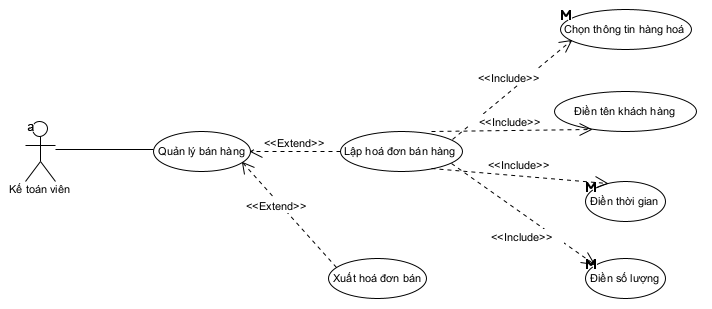 M
Chọn thông tin hàng hoá
<<Include>>
Điền tên khách hàng
<<Include>>
a
Kế toán viên
Quản lý bán hàng
<<Extend>>
Lập hoá đơn bán hàng
<<Include>>
M
Điền thời gian
<<Extend>>
<<Include>>
M
Điền số lượng
Xuất hoá đơn bán